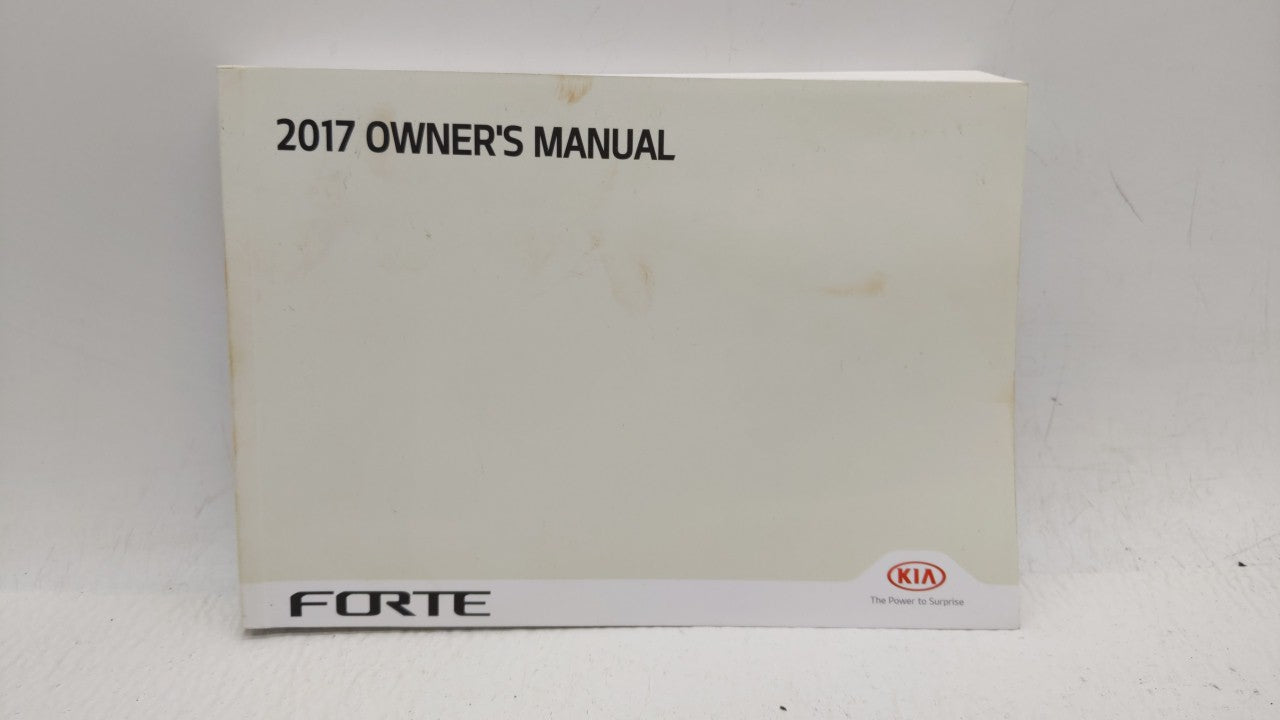 2017 OWNER'S MANUAL
FORTE
KIA
The Power to Surprise